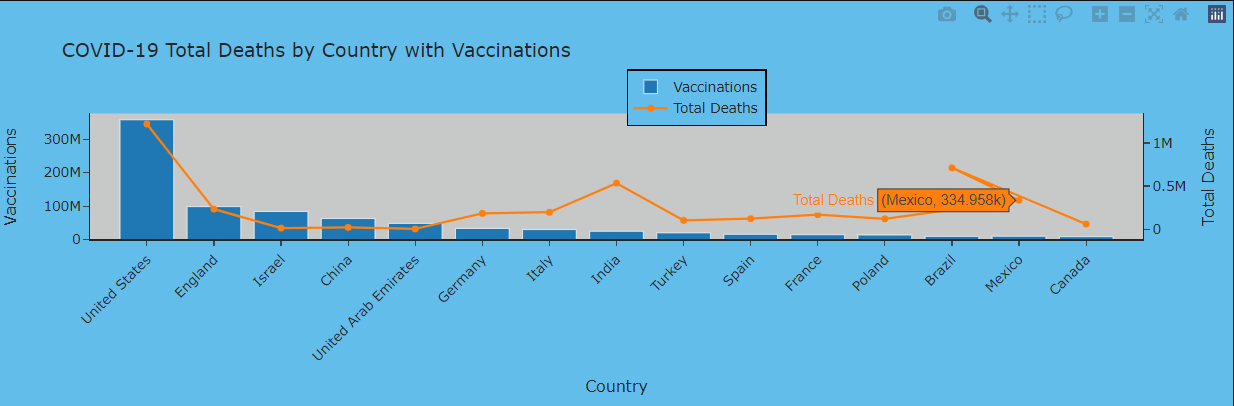 COVID-19 Total Deaths by Country with Vaccinations
Vaccinations
Total Deaths
Vaccinations
300M
200M
100M
0
Total Deaths
1M
0.5M
0
Total Deaths (Mexico, 334.958k)
United States
England
Israel
China
United Arab Emirates
Germany
Italy
India
Turkey
Spain
France
Poland
Brazil
Mexico
Canada
Country